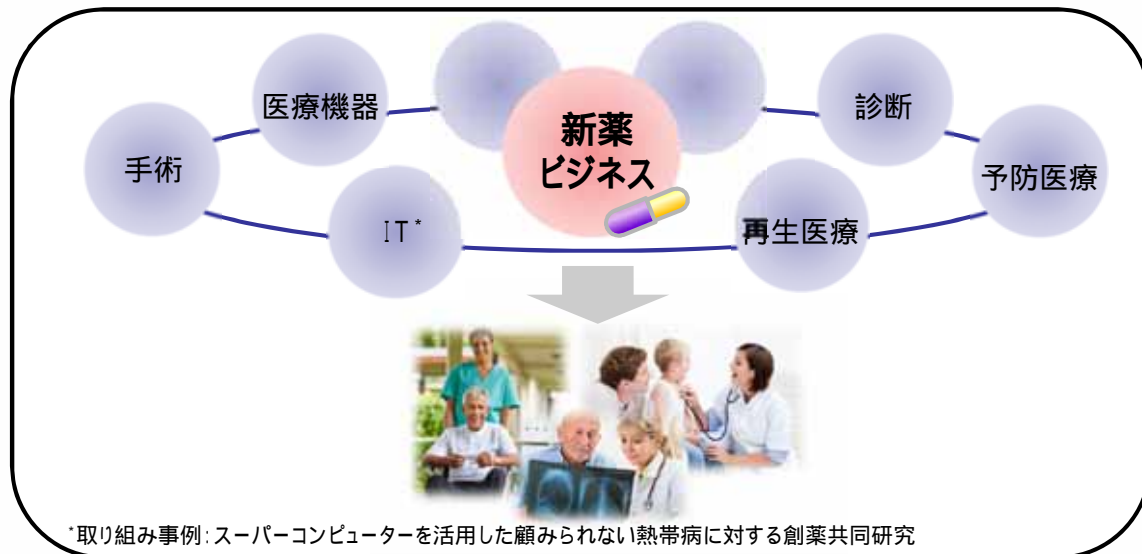 医療機器
診断
新薬
ビジネス
手術
予防医療
IT*
再生医療
*取り組み事例:スーパーコンピューターを活用した顧みられない熱帯病に対する創薬共同研究